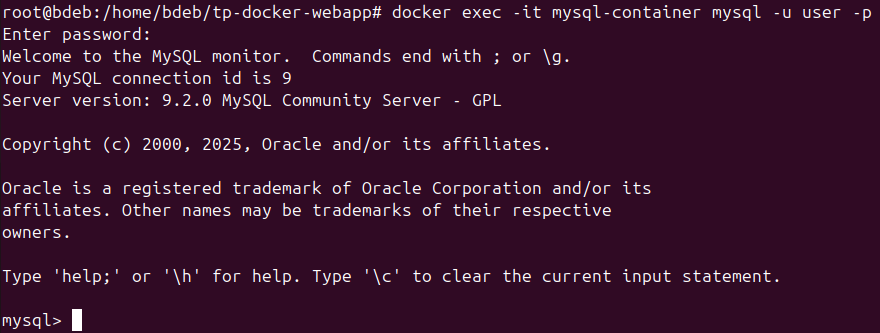 root@bdeb:/home/bdeb/tp-docker-webapp# docker exec -it mysql-container mysql -u user -p
Enter password:
Welcome to the MySQL monitor.  Commands end with ; or \g.
Your MySQL connection id is 9
Server version: 9.2.0 MySQL Community Server - GPL

Copyright (c) 2000, 2025, Oracle and/or its affiliates.

Oracle is a registered trademark of Oracle Corporation and/or its
affiliates. Other names may be trademarks of their respective
owners.

Type 'help;' or '\h' for help. Type '\c' to clear the current input statement.

mysql>